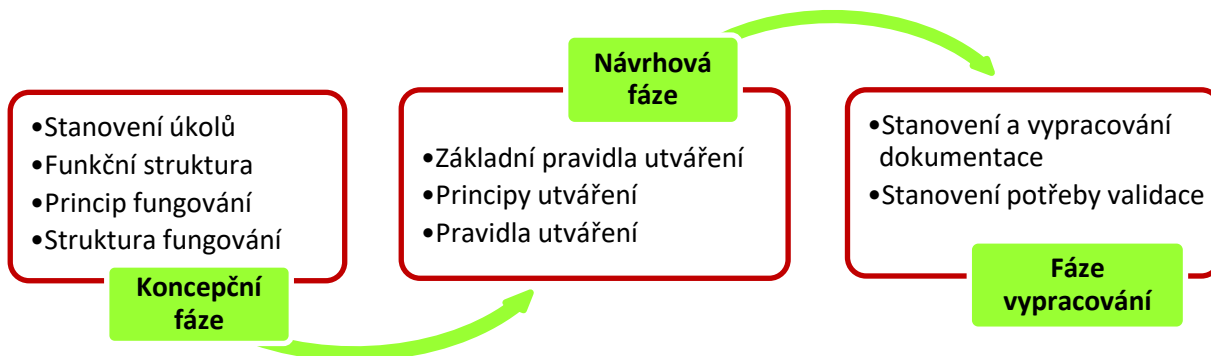 •Stanovení úkolů
•Funkční struktura
•Princip fungování
•Struktura fungování
Koncepční
fáze
Návrhová
fáze
•Základní pravidla utváření
•Principy utváření
•Pravidla utváření
•Stanovení a vypracování
dokumentace
•Stanovení potřeby validace
Fáze
vypracování